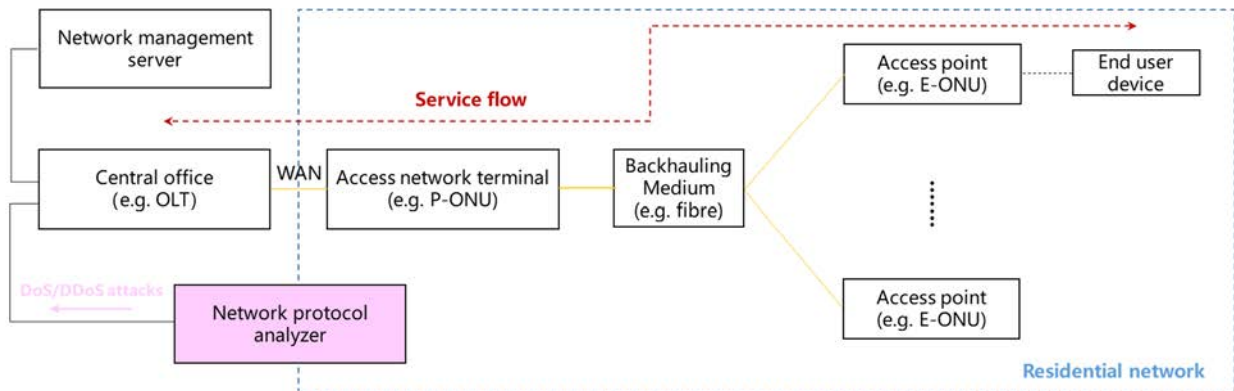 Network management
server
Access point
(e.g. E-ONU)
End user
device
Service flow
Central office
(e.g. OLT)
WAN
Access network terminal
(e.g. P-ONU)
Backhauling
Medium
(e.g. fibre)
DoS/DDoS attacks
Network protocol
analyzer
Access point
(e.g. E-ONU)
Residential network